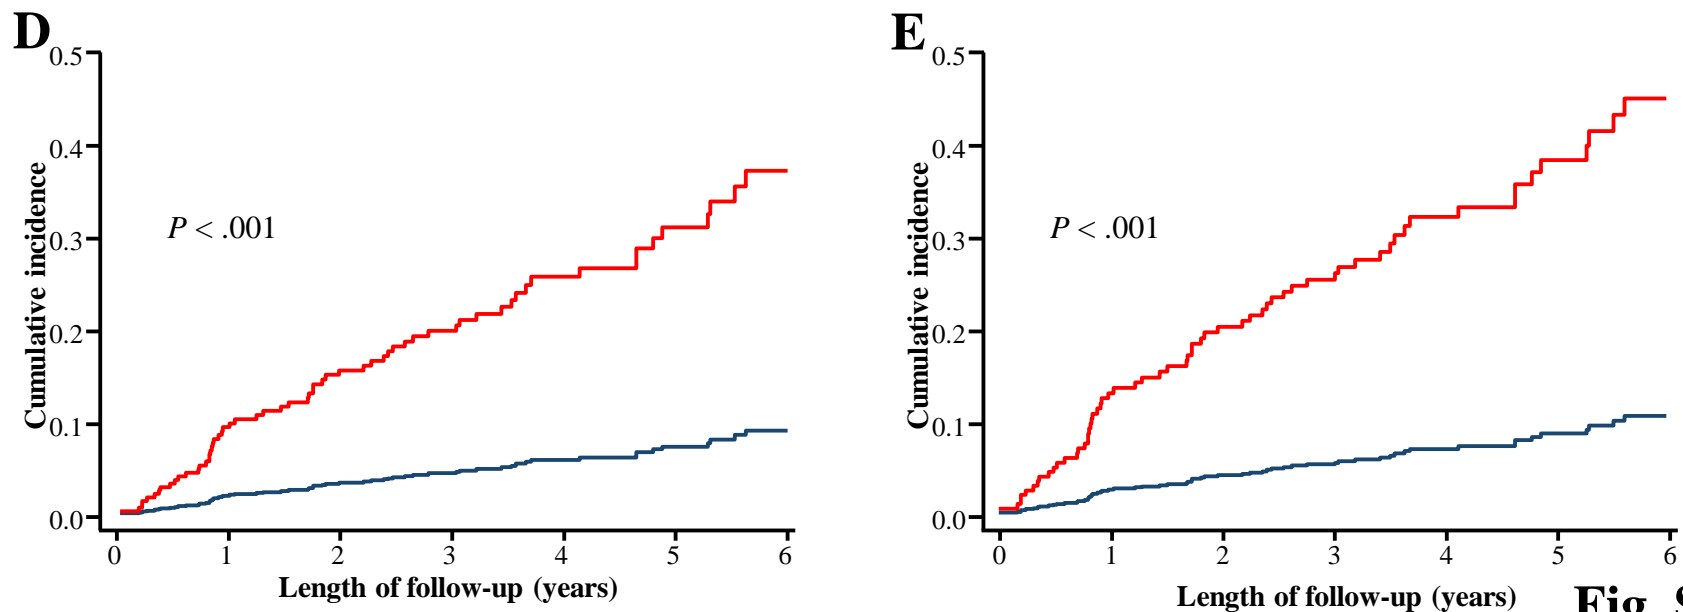 D
0.5
0.4
0.3
0.2
0.1
0.0
Cumulative incidence
P < .001
0 1 2 3 4 5 6
Length of follow-up (years)
E
0.5
0.4
0.3
0.2
0.1
0.0
Cumulative incidence
P < .001
0 1 2 3 4 5 6
Length of follow-up (years)
Fig.